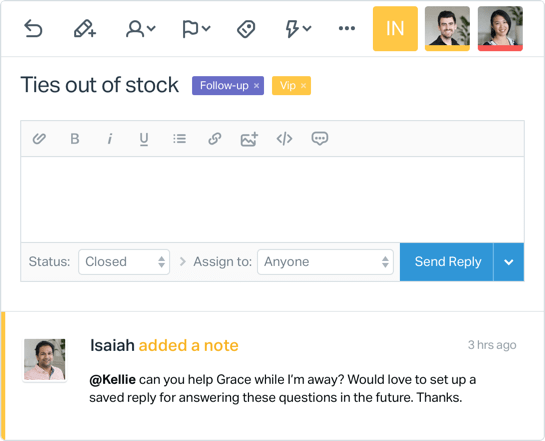 IN
Ties out of stock Follow-up × Vip ×
B i U
Status: Closed Assign to: Anyone Send Reply
Isaiah added a note 3 hrs ago
@Kellie can you help Grace while I’m away? Would love to set up a
saved reply for answering these questions in the future. Thanks.